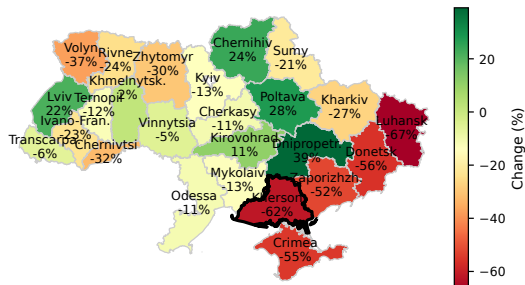 Chernihiv
24%
Volyn
-37%
Rivne
-24%
Zhytomyr
-30%
Sumy
-21%
Kyiv
-13%
Khmelnytsk.
2%
Lviv
22%
Ternopil
-12%
Poltava
28%
Kharkiv
-27%
Cherkasy
-11%
Luhansk
-67%
Ivano-Fran.
-23%
Vinnytsia
-5%
Kirovohrad
11%
Dnipropetr.
39%
Transcarpa.
-6%
Chernivtsi
-32%
Donetsk
-56%
Mykolaiv
-13%
Zaporizhzh.
-52%
Odessa
-11%
Kherson
-62%
Crimea
-55%
20
0
−20
−40
−60
Change (%)